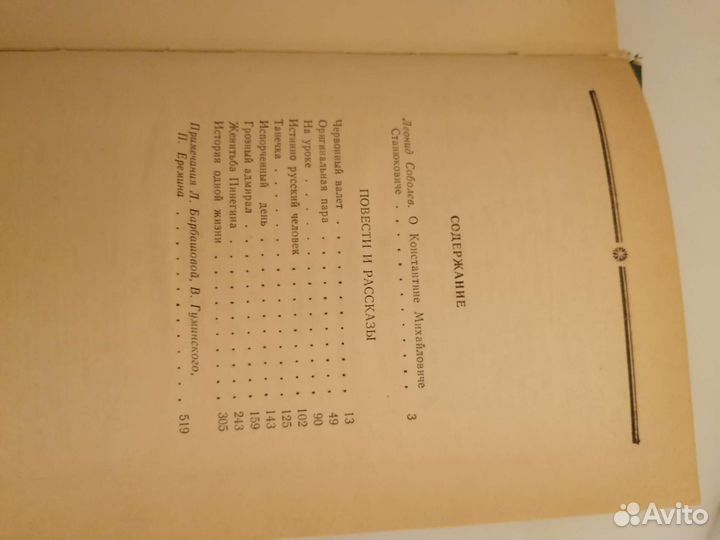 СОДЕРЖАНИЕ
Леонид Соболев. О Константине Михайловиче
Станюковиче . . . . . . . . . . 3
ПОВЕСТИ И РАССКАЗЫ
Червонный валет . . . . . . . . . . 13
Оригинальная пара . . . . . . . . . . 49
На уроке . . . . . . . . . . 90
Истинно русский человек . . . . . . . . . . 102
Танечка . . . . . . . . . . 125
Испорченный день . . . . . . . . . . 143
Грозный адмирал . . . . . . . . . . 159
Женитьба Пинегина . . . . . . . . . . 243
История одной жизни . . . . . . . . . . 305
Примечания Л. Барбашовой, В. Гуминского,
П. Еремина . . . . . . . . . . 519
Avito